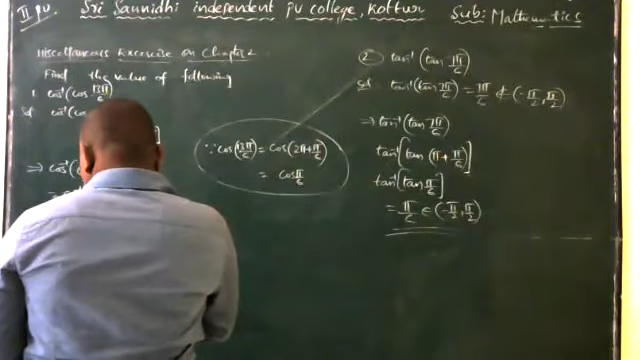 II PU. Sri Sannidhi independent PU college, Kottur Sub: Mathematics
Miscellaneous Exercise on Chapter 2
Find the value of following
1. cos⁻¹(cos 13π/6)
Sol cos⁻¹(cos
⇒ cos⁻¹(
∵ cos(13π/6) = cos(2π+π/6)
= cos π/6
2. tan⁻¹(tan 7π/6)
Sol tan⁻¹(tan 7π/6) = 7π/6 ∉ (-π/2, π/2)
⇒ tan⁻¹(tan 7π/6)
tan⁻¹[tan(π+π/6)]
tan⁻¹[tan π/6]
= π/6 ∈ (-π/2, π/2)